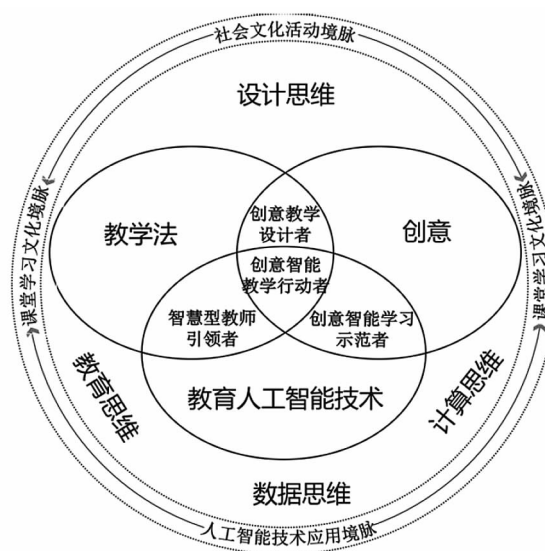 社会文化活动境脉
设计思维
课堂学习文化境脉
课堂学习文化境脉
教学法
创意教学
设计者
创意
创意智能
教学行动者
智慧型教师
引领者
创意智能学习
示范者
教育思维
教育人工智能技术
计算思维
数据思维
人工智能技术应用境脉